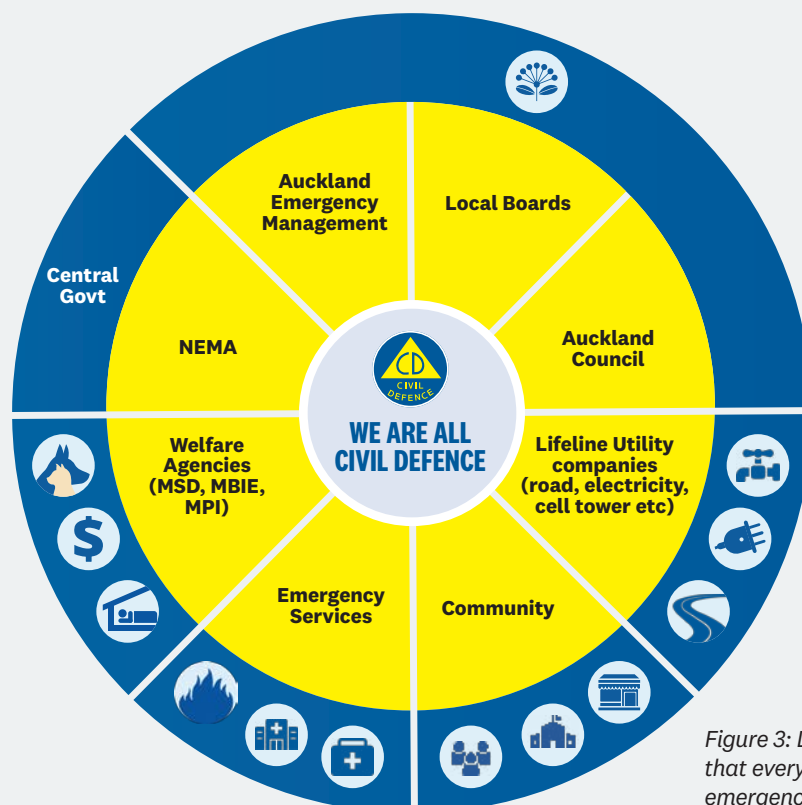 Auckland
Emergency
Management
Local Boards
Central
Govt
NEMA
Auckland
Council
CD
CIVIL
DEFENCE
WE ARE ALL
CIVIL DEFENCE
Welfare
Agencies
(MSD, MBIE,
MPI)
Lifeline Utility
companies
(road, electricity,
cell tower etc)
$
Emergency
Services
Community
Figure 3:
that every
emergenc